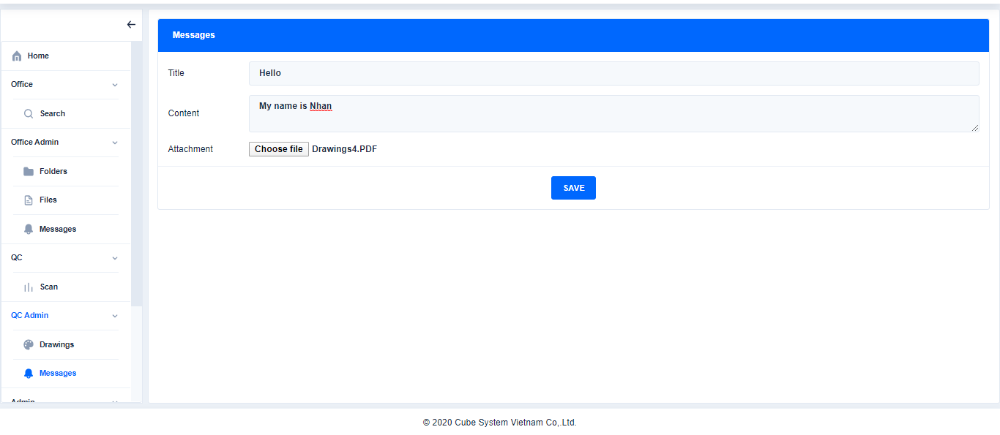 Home
Office
Search
Office Admin
Folders
Files
Messages
QC
Scan
QC Admin
Drawings
Messages
Admin
Messages
Title
Hello
Content
My name is Nhan
Attachment
Choose file Drawings4.PDF
SAVE
© 2020 Cube System Vietnam Co,.Ltd.